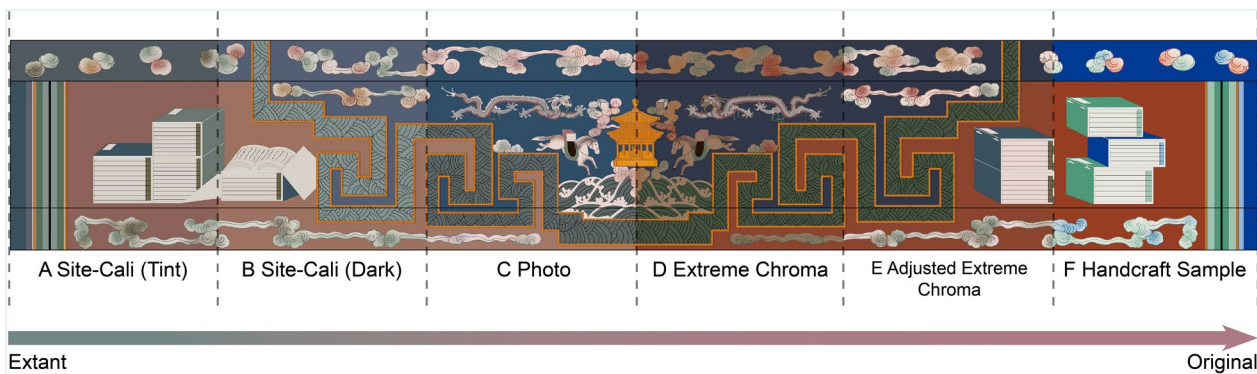 A Site-Cali (Tint)
B Site-Cali (Dark)
C Photo
D Extreme Chroma
E Adjusted Extreme
Chroma
F Handcraft Sample
Extant
Original